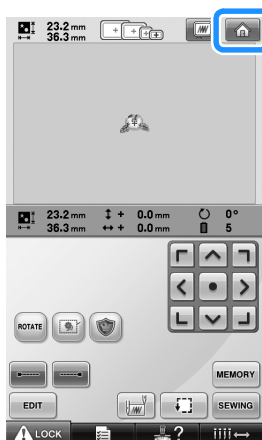 23.2 mm
36.3 mm
23.2 mm + 0.0 mm 0°
36.3 mm + 0.0 mm 5
ROTATE
MEMORY
EDIT SEWING
LOCK ?